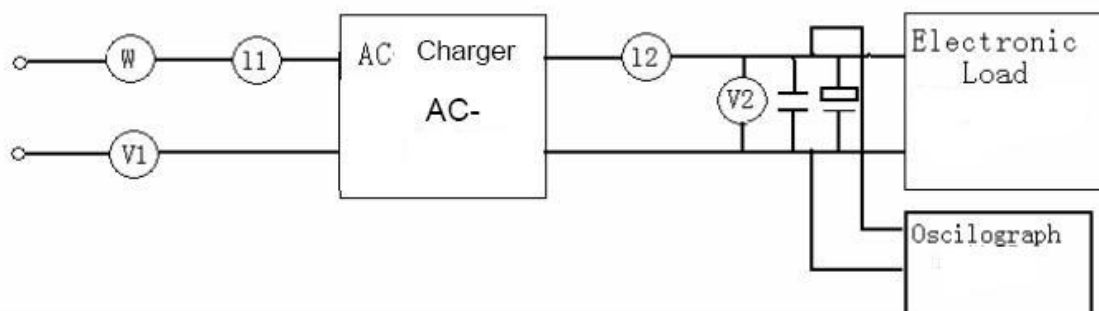 W
I1
AC Charger
AC-
V1
I2
V2
Electronic
Load
Oscilograph